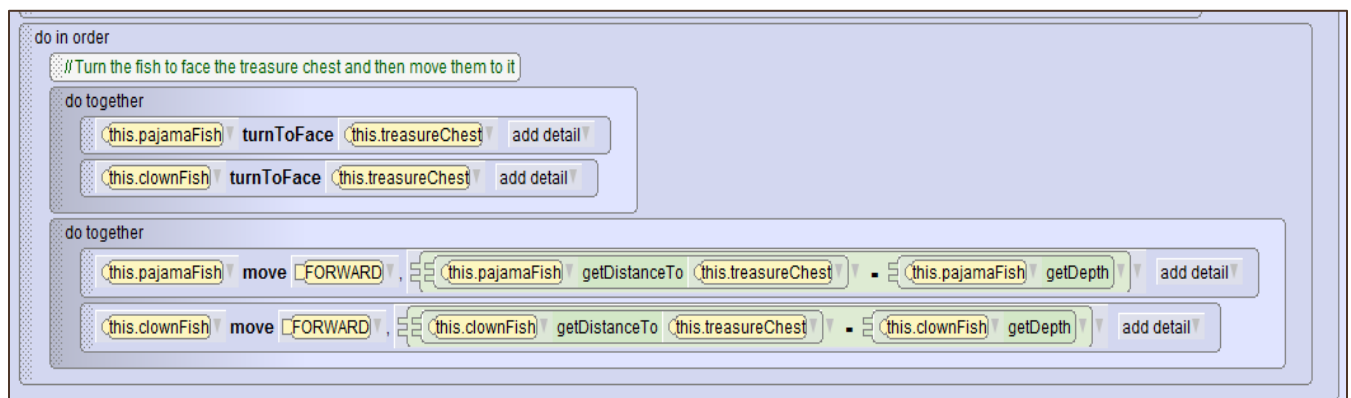 do in order
//Turn the fish to face the treasure chest and then move them to it
do together
this.pajamaFish turnToFace this.treasureChest add detail
this.clownFish turnToFace this.treasureChest add detail
do together
this.pajamaFish move FORWARD , this.pajamaFish getDistanceTo this.treasureChest - this.pajamaFish getDepth add detail
this.clownFish move FORWARD , this.clownFish getDistanceTo this.treasureChest - this.clownFish getDepth add detail